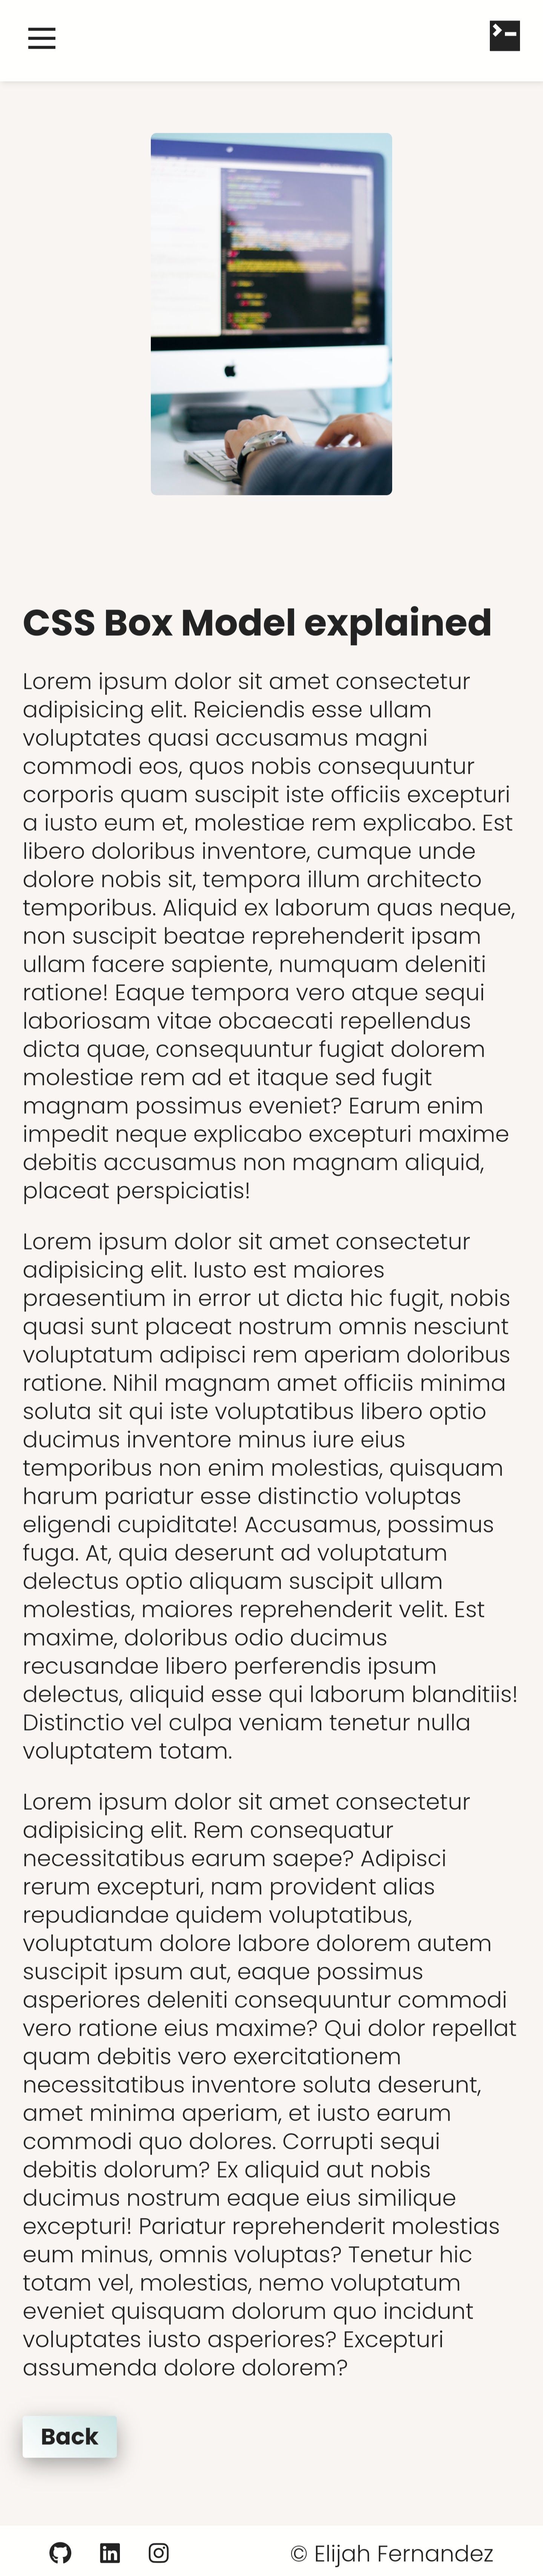 CSS Box Model explained
Lorem ipsum dolor sit amet consectetur
adipisicing elit. Reiciendis esse ullam
voluptates quasi accusamus magni
commodi eos, quos nobis consequuntur
corporis quam suscipit iste officiis excepturi
a iusto eum et, molestiae rem explicabo. Est
libero doloribus inventore, cumque unde
dolore nobis sit, tempora illum architecto
temporibus. Aliquid ex laborum quas neque,
non suscipit beatae reprehenderit ipsam
ullam facere sapiente, numquam deleniti
ratione! Eaque tempora vero atque sequi
laboriosam vitae obcaecati repellendus
dicta quae, consequuntur fugiat dolorem
molestiae rem ad et itaque sed fugit
magnam possimus eveniet? Earum enim
impedit neque explicabo excepturi maxime
debitis accusamus non magnam aliquid,
placeat perspiciatis!
Lorem ipsum dolor sit amet consectetur
adipisicing elit. Iusto est maiores
praesentium in error ut dicta hic fugit, nobis
quasi sunt placeat nostrum omnis nesciunt
voluptatum adipisci rem aperiam doloribus
ratione. Nihil magnam amet officiis minima
soluta sit qui iste voluptatibus libero optio
ducimus inventore minus iure eius
temporibus non enim molestias, quisquam
harum pariatur esse distinctio voluptas
eligendi cupiditate! Accusamus, possimus
fuga. At, quia deserunt ad voluptatum
delectus optio aliquam suscipit ullam
molestias, maiores reprehenderit velit. Est
maxime, doloribus odio ducimus
recusandae libero perferendis ipsum
delectus, aliquid esse qui laborum blanditiis!
Distinctio vel culpa veniam tenetur nulla
voluptatem totam.
Lorem ipsum dolor sit amet consectetur
adipisicing elit. Rem consequatur
necessitatibus earum saepe? Adipisci
rerum excepturi, nam provident alias
repudiandae quidem voluptatibus,
voluptatum dolore labore dolorem autem
suscipit ipsum aut, eaque possimus
asperiores deleniti consequuntur commodi
vero ratione eius maxime? Qui dolor repellat
quam debitis vero exercitationem
necessitatibus inventore soluta deserunt,
amet minima aperiam, et iusto earum
commodi quo dolores. Corrupti sequi
debitis dolorum? Ex aliquid aut nobis
ducimus nostrum eaque eius similique
excepturi! Pariatur reprehenderit molestias
eum minus, omnis voluptas? Tenetur hic
totam vel, molestias, nemo voluptatum
eveniet quisquam dolorum quo incidunt
voluptates iusto asperiores? Excepturi
assumenda dolore dolorem?
Back
© Elijah Fernandez